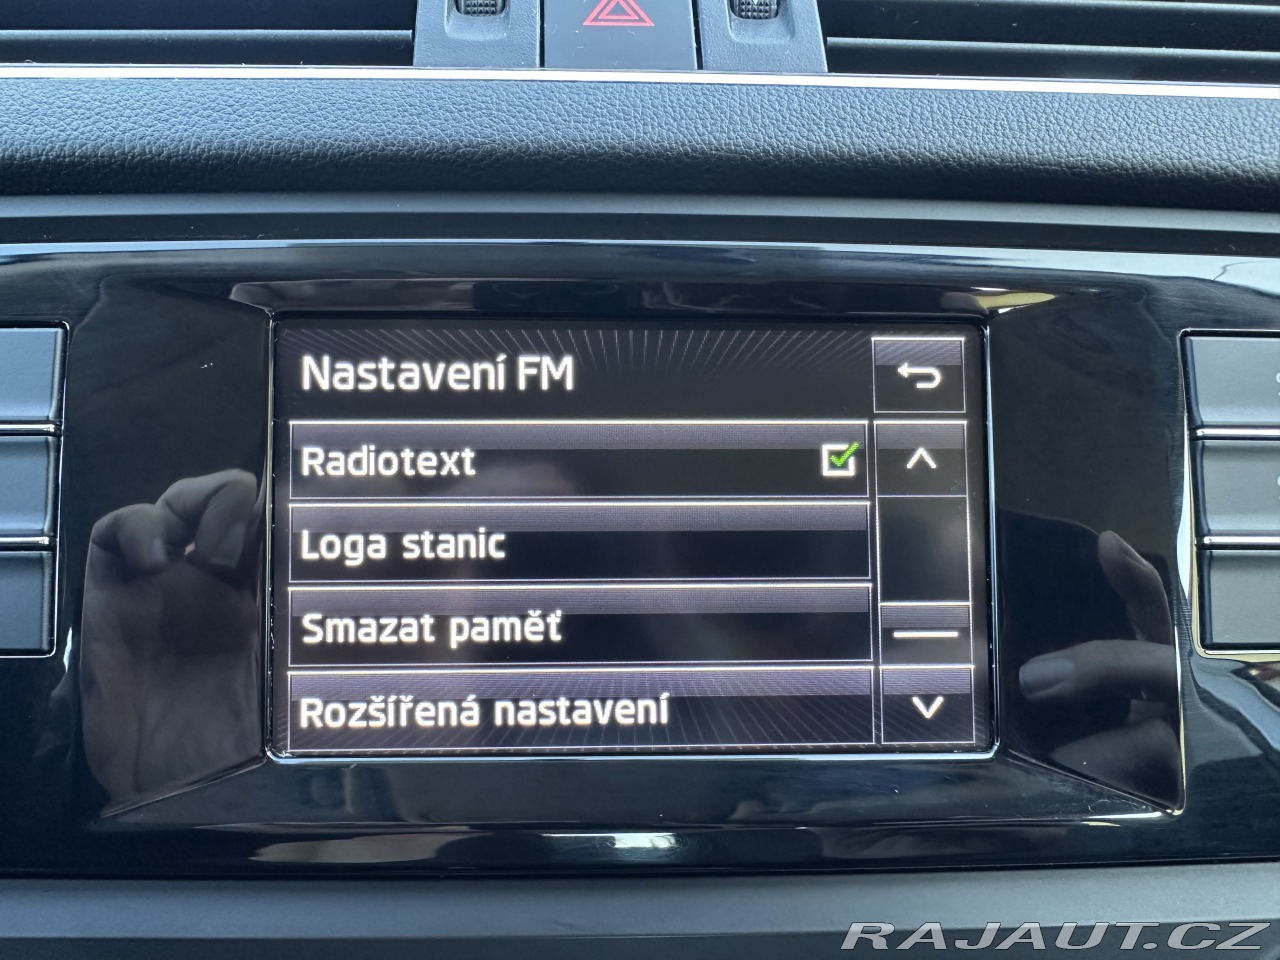 Nastavení FM
Radiotext
Loga stanic
Smazat paměť
Rozšířená nastavení
RAJAUT.CZ